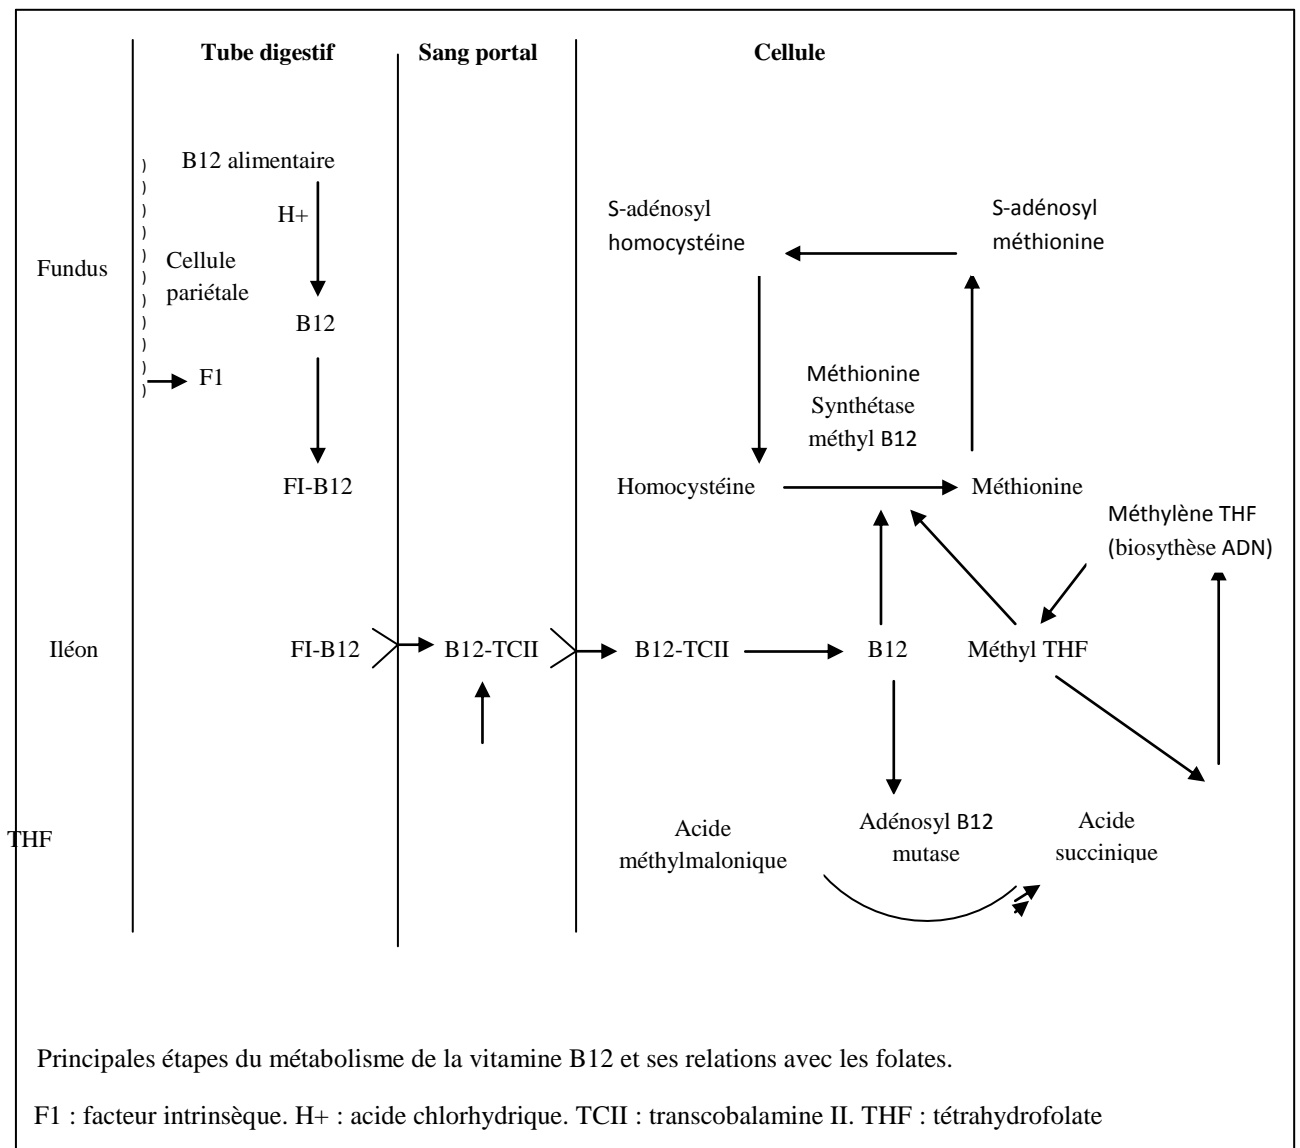 Tube digestif
Sang portal
Cellule
B12 alimentaire
H+
Fundus
Cellule
pariétale
B12
F1
FI-B12
S-adénosyl
homocystéine
S-adénosyl
méthionine
Méthionine
Synthétase
méthyl B12
Homocystéine
Méthionine
Méthylène THF
(biosythèse ADN)
Iléon
FI-B12
B12-TCII
B12-TCII
B12
Méthyl THF
THF
Acide
méthylmalonique
Adénosyl B12
mutase
Acide
succinique
)
)
)
)
)
)
)
)
)
)
)
Principales étapes du métabolisme de la vitamine B12 et ses relations avec les folates.
F1 : facteur intrinsèque. H+ : acide chlorhydrique. TCII : transcobalamine II. THF : tétrahydrofolate